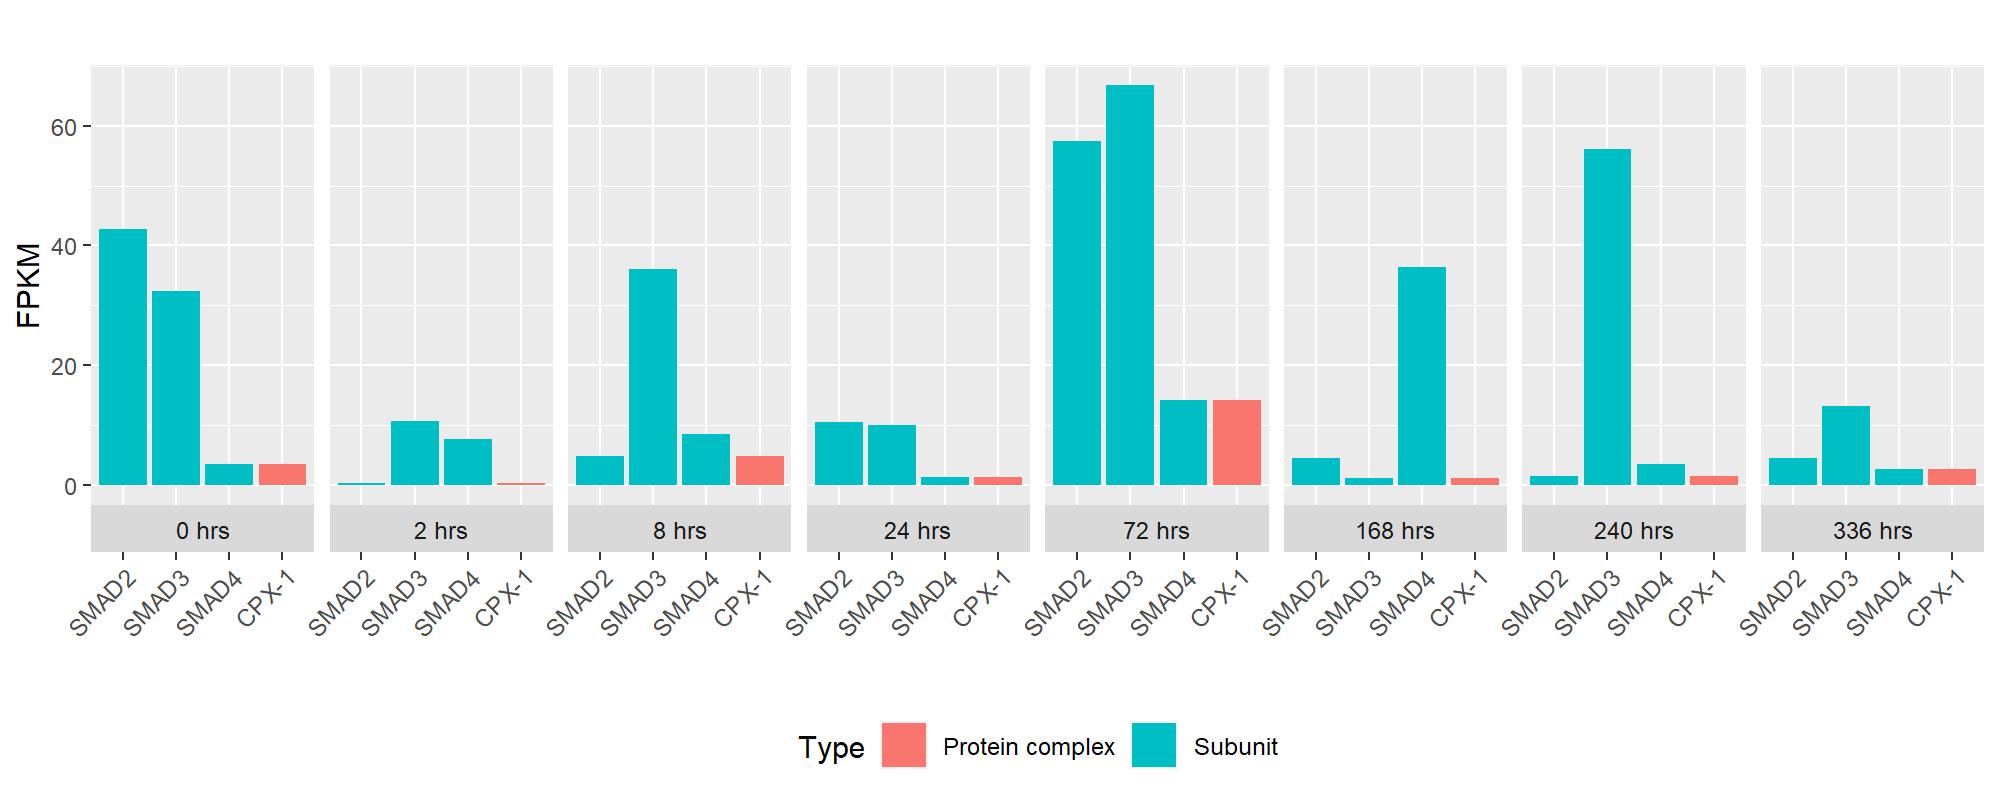 FPKM
60
40
20
0
0 hrs 2 hrs 8 hrs 24 hrs 72 hrs 168 hrs 240 hrs 336 hrs
SMAD2 SMAD3 SMAD4 CPX-1 SMAD2 SMAD3 SMAD4 CPX-1 SMAD2 SMAD3 SMAD4 CPX-1 SMAD2 SMAD3 SMAD4 CPX-1 SMAD2 SMAD3 SMAD4 CPX-1 SMAD2 SMAD3 SMAD4 CPX-1 SMAD2 SMAD3 SMAD4 CPX-1 SMAD2 SMAD3 SMAD4 CPX-1
Type Protein complex Subunit